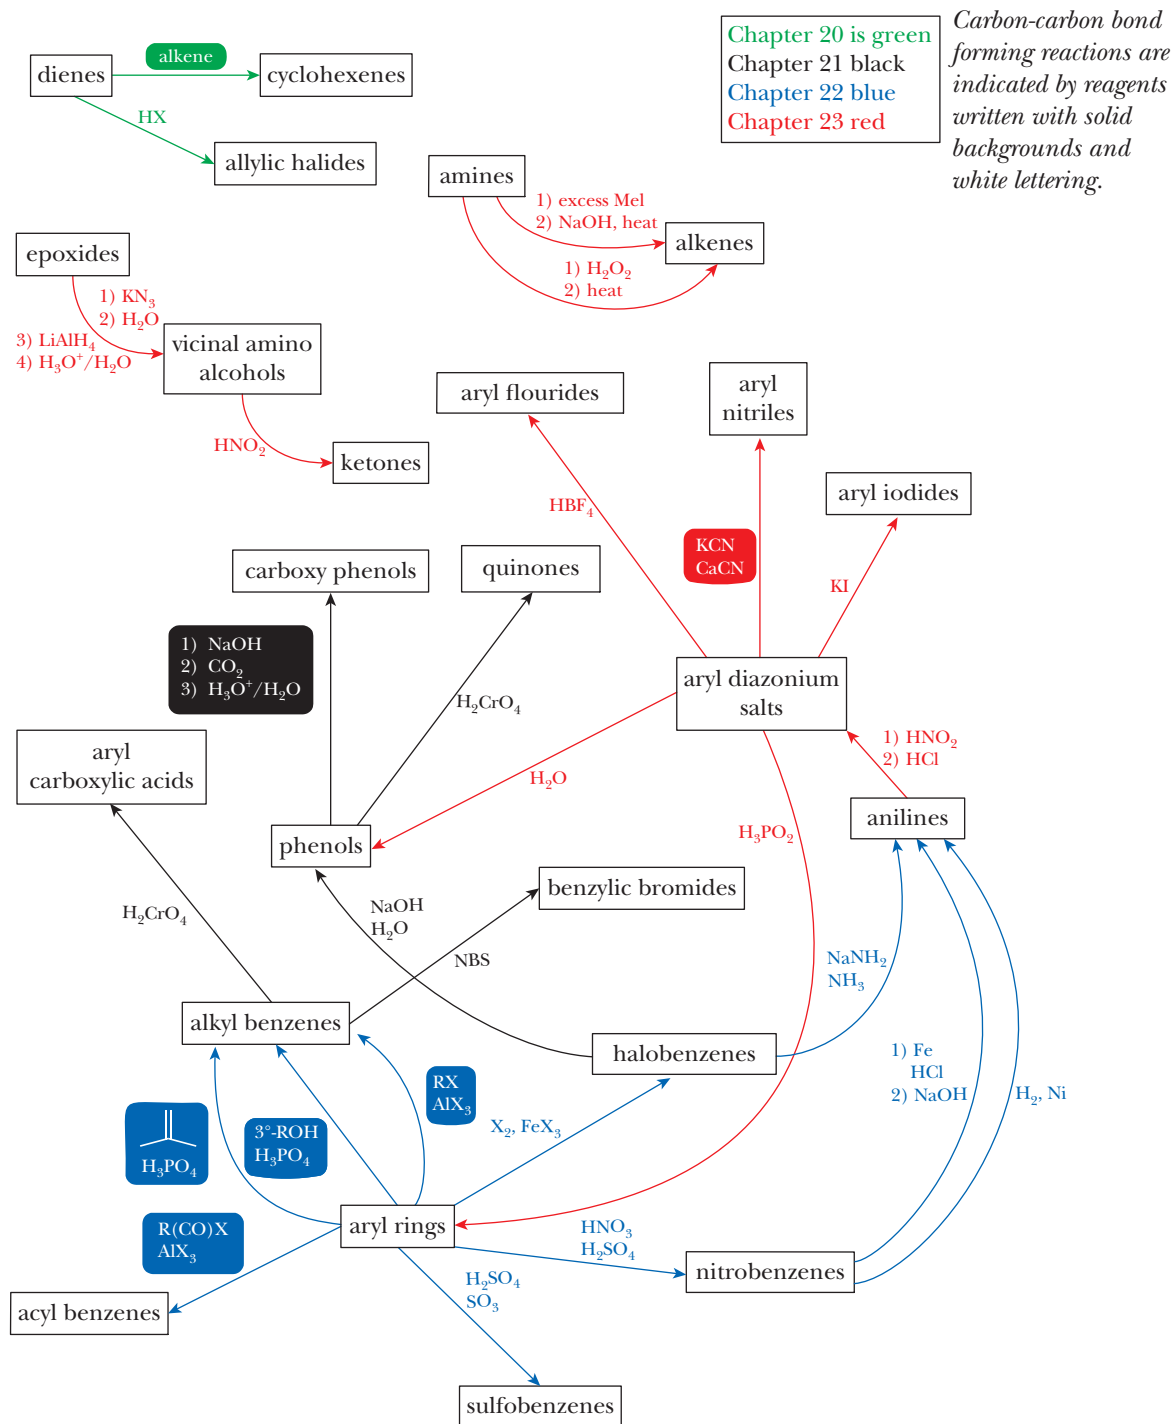 Chapter 20 is green
Chapter 21 black
Chapter 22 blue
Chapter 23 red
Carbon-carbon bond
forming reactions are
indicated by reagents
written with solid
backgrounds and
white lettering.
dienes
alkene
cyclohexenes
HX
allylic halides
amines
1) excess Mel
2) NaOH, heat
alkenes
1) H₂O₂
2) heat
epoxides
1) KN₃
2) H₂O
3) LiAlH₄
4) H₃O⁺/H₂O
vicinal amino
alcohols
HNO₂
ketones
aryl flourides
aryl
nitriles
aryl iodides
HBF₄
KCN
CaCN
KI
carboxy phenols
quinones
1) NaOH
2) CO₂
3) H₃O⁺/H₂O
H₂CrO₄
aryl diazonium
salts
aryl
carboxylic acids
H₂O
1) HNO₂
2) HCl
phenols
H₃PO₂
anilines
H₂CrO₄
NaOH
H₂O
benzylic bromides
NBS
NaNH₂
NH₃
alkyl benzenes
halobenzenes
1) Fe
HCl
2) NaOH
H₂, Ni
RX
AlX₃
X₂, FeX₃
H₃PO₄
3°-ROH
H₃PO₄
aryl rings
R(CO)X
AlX₃
HNO₃
H₂SO₄
nitrobenzenes
H₂SO₄
SO₃
acyl benzenes
sulfobenzenes